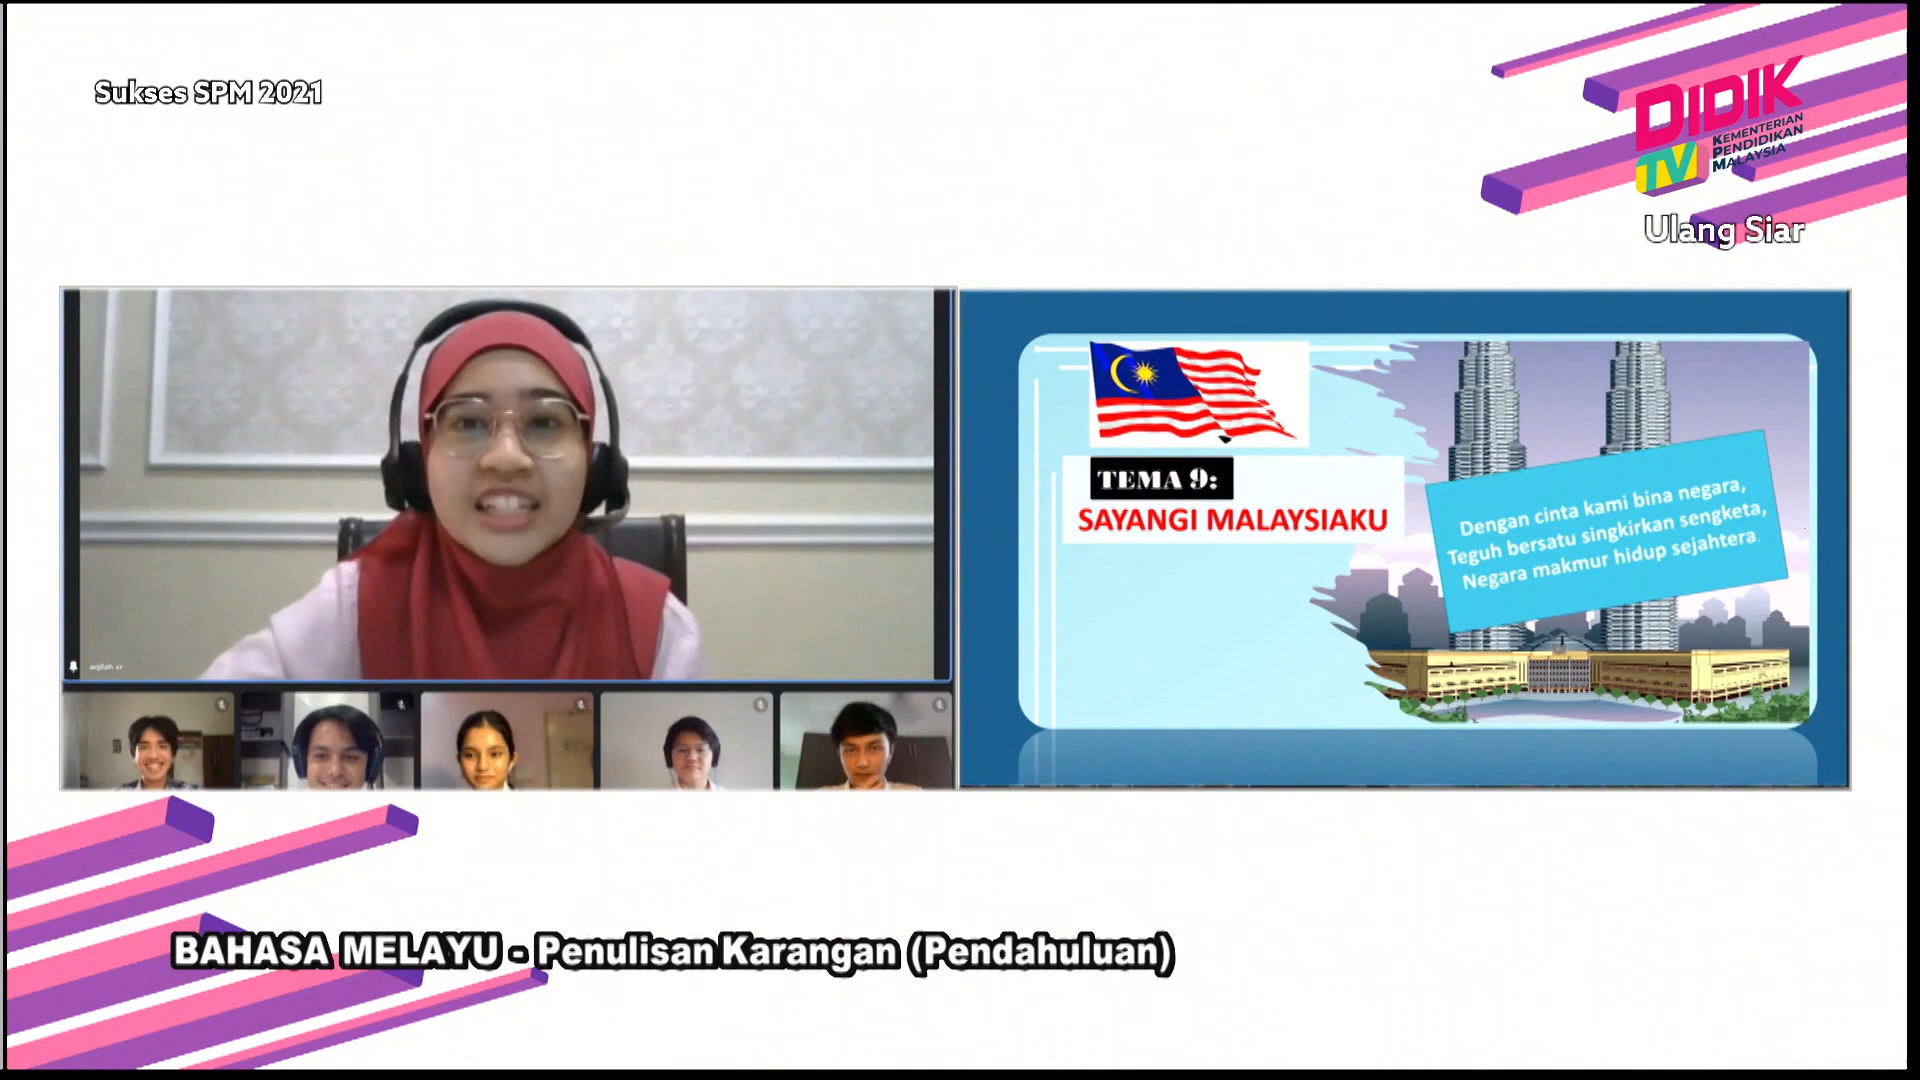 Sukses SPM 2021
DIDIK
TV
KEMENTERIAN
PENDIDIKAN
MALAYSIA
Ulang Siar
TEMA 9:
SAYANGI MALAYSIAKU
Dengan cinta kami bina negara,
Teguh bersatu singkirkan sengketa,
Negara makmur hidup sejahtera.
BAHASA MELAYU - Penulisan Karangan (Pendahuluan)